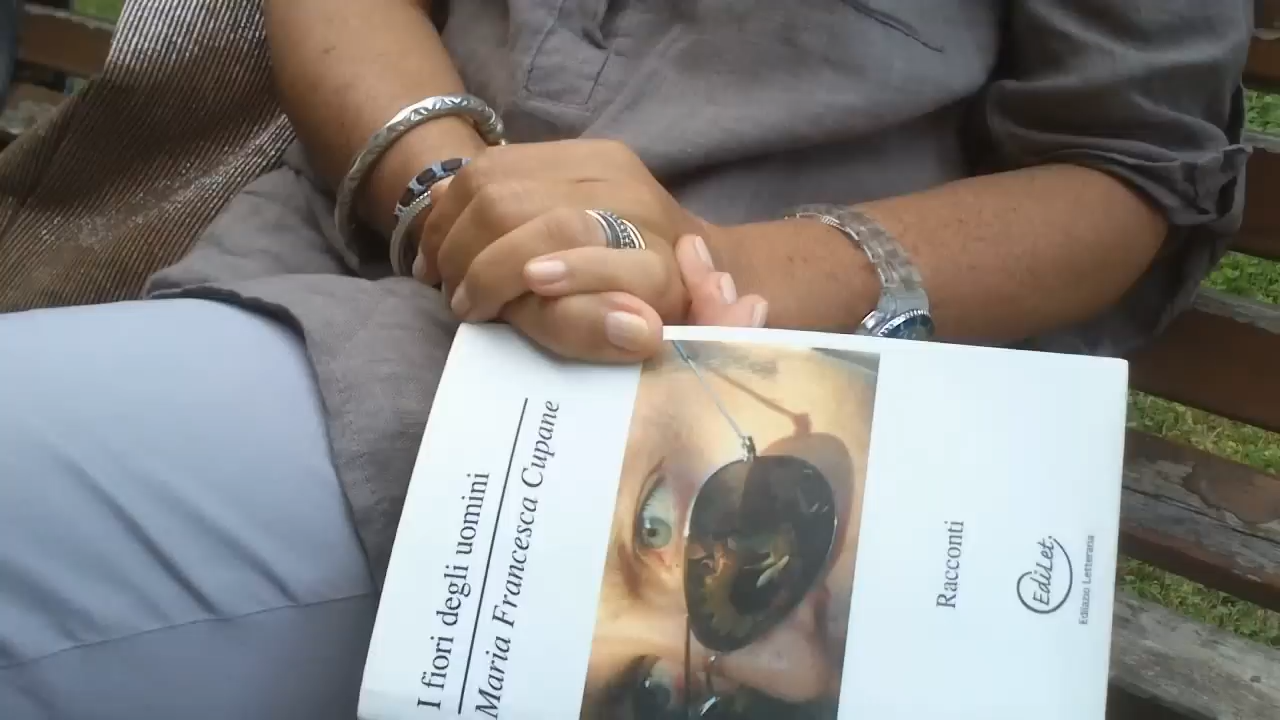 I fiori degli uomini
Maria Francesca Cupane
Racconti
EdiLet.
Edilazio Letteraria